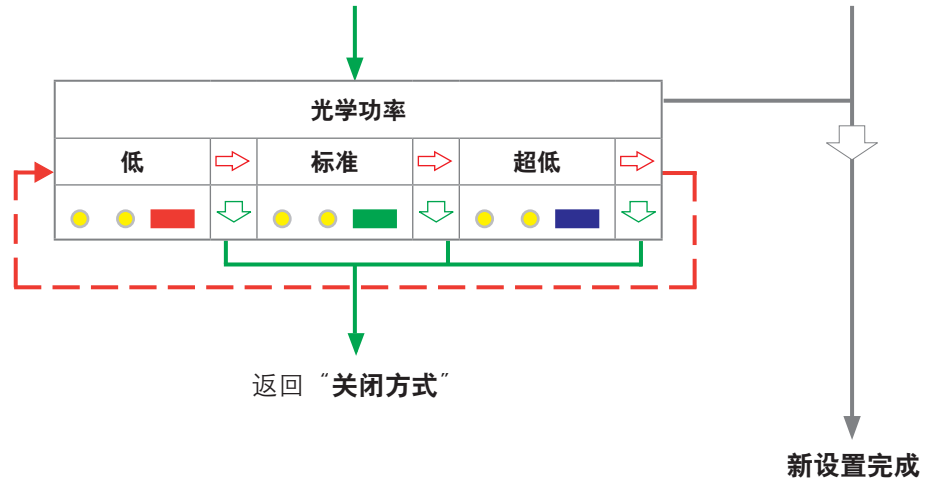 光学功率
低
标准
超低
返回“关闭方式”
新设置完成